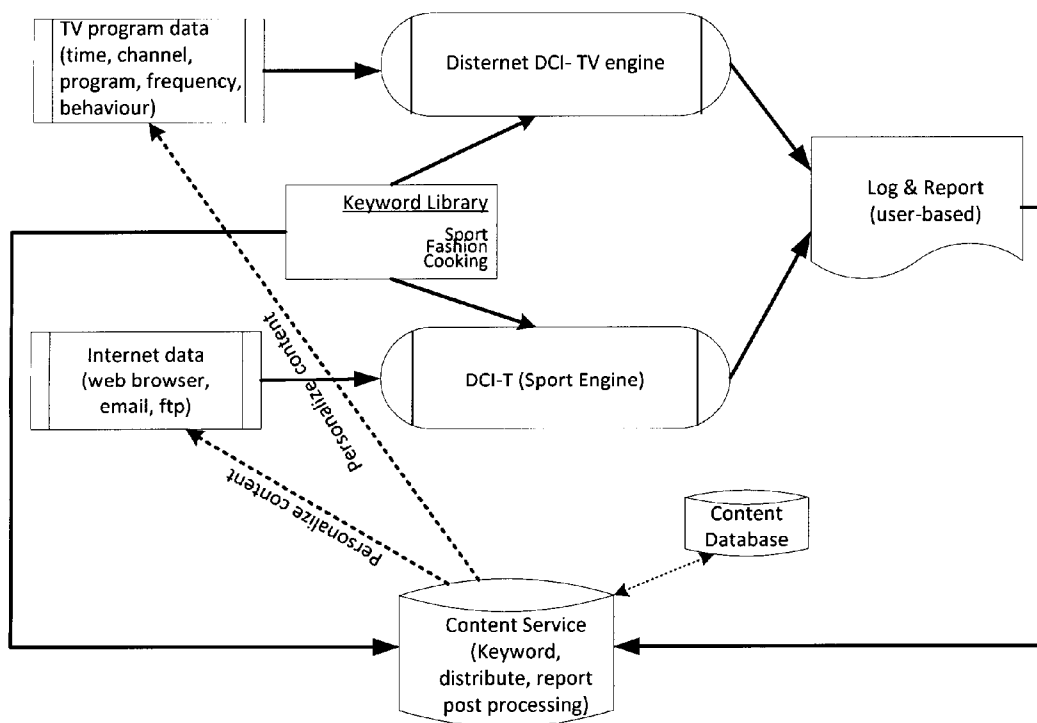 TV program data
(time, channel,
program, frequency,
behaviour)
Disternet DCI- TV engine
Keyword Library
Sport
Fashion
Cooking
Log & Report
(user-based)
Internet data
(web browser,
email, ftp)
DCI-T (Sport Engine)
Personalize content
Personalize content
Content
Database
Content Service
(Keyword,
distribute, report
post processing)